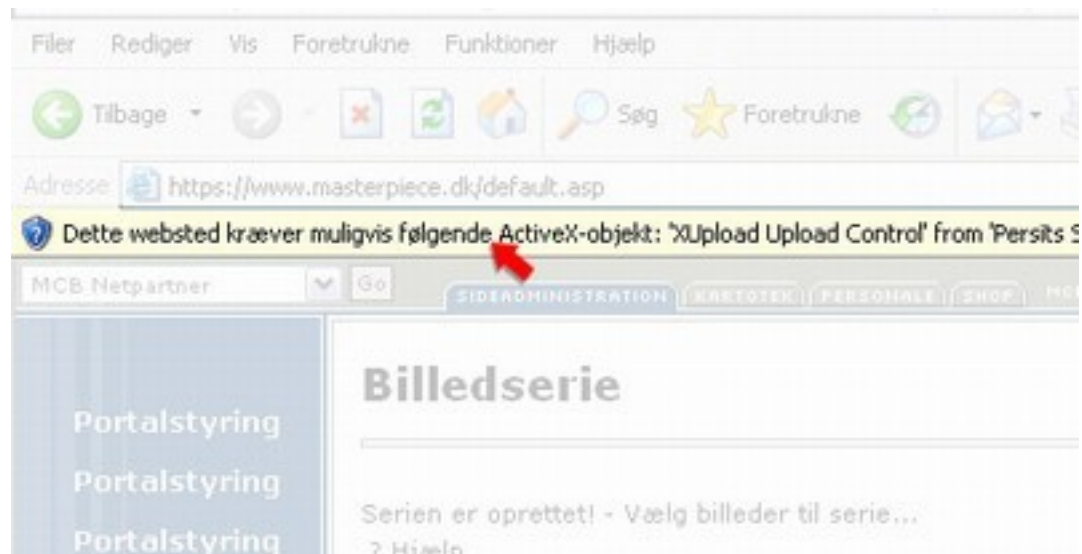 Filer Rediger Vis Foretrukne Funktioner Hjælp
Tilbage Søg Foretrukne
Adresse https://www.masterpiece.dk/default.asp
Dette websted kræver muligvis følgende ActiveX-objekt: 'XUpload Upload Control' from 'Persits S
MCB Netpartner Go SIDEADMINISTRATION KARTOTEK PERSONALE SHOP MCB
Billedserie
Portalstyring
Portalstyring
Serien er oprettet! - Vælg billeder til serie...
Portalstyring
? Hjælp